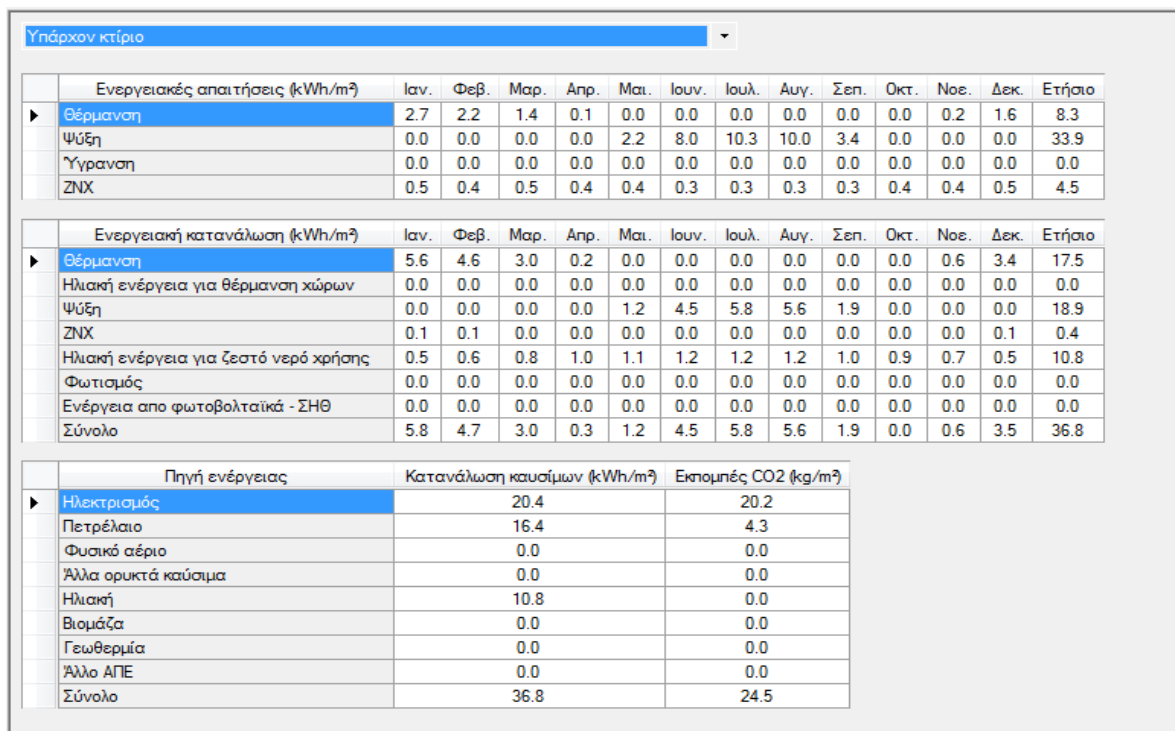 Υπάρχον κτίριο
Ενεργειακές απαιτήσεις (kWh/m²) Ιαν. Φεβ. Μαρ. Απρ. Μαι. Ιουν. Ιουλ. Αυγ. Σεπ. Οκτ. Νοε. Δεκ. Ετήσιο
Θέρμανση 2.7 2.2 1.4 0.1 0.0 0.0 0.0 0.0 0.0 0.0 0.2 1.6 8.3
Ψύξη 0.0 0.0 0.0 0.0 2.2 8.0 10.3 10.0 3.4 0.0 0.0 0.0 33.9
Ύγρανση 0.0 0.0 0.0 0.0 0.0 0.0 0.0 0.0 0.0 0.0 0.0 0.0 0.0
ΖΝΧ 0.5 0.4 0.5 0.4 0.4 0.3 0.3 0.3 0.3 0.4 0.4 0.5 4.5
Ενεργειακή κατανάλωση (kWh/m²) Ιαν. Φεβ. Μαρ. Απρ. Μαι. Ιουν. Ιουλ. Αυγ. Σεπ. Οκτ. Νοε. Δεκ. Ετήσιο
Θέρμανση 5.6 4.6 3.0 0.2 0.0 0.0 0.0 0.0 0.0 0.0 0.6 3.4 17.5
Ηλιακή ενέργεια για θέρμανση χώρων 0.0 0.0 0.0 0.0 0.0 0.0 0.0 0.0 0.0 0.0 0.0 0.0 0.0
Ψύξη 0.0 0.0 0.0 0.0 1.2 4.5 5.8 5.6 1.9 0.0 0.0 0.0 18.9
ΖΝΧ 0.1 0.1 0.0 0.0 0.0 0.0 0.0 0.0 0.0 0.0 0.0 0.1 0.4
Ηλιακή ενέργεια για ζεστό νερό χρήσης 0.5 0.6 0.8 1.0 1.1 1.2 1.2 1.2 1.0 0.9 0.7 0.5 10.8
Φωτισμός 0.0 0.0 0.0 0.0 0.0 0.0 0.0 0.0 0.0 0.0 0.0 0.0 0.0
Ενέργεια απο φωτοβολταϊκά - ΣΗΘ 0.0 0.0 0.0 0.0 0.0 0.0 0.0 0.0 0.0 0.0 0.0 0.0 0.0
Σύνολο 5.8 4.7 3.0 0.3 1.2 4.5 5.8 5.6 1.9 0.0 0.6 3.5 36.8
Πηγή ενέργειας Κατανάλωση καυσίμων (kWh/m²) Εκπομπές CO2 (kg/m²)
Ηλεκτρισμός 20.4 20.2
Πετρέλαιο 16.4 4.3
Φυσικό αέριο 0.0 0.0
Άλλα ορυκτά καύσιμα 0.0 0.0
Ηλιακή 10.8 0.0
Βιομάζα 0.0 0.0
Γεωθερμία 0.0 0.0
Άλλο ΑΠΕ 0.0 0.0
Σύνολο 36.8 24.5